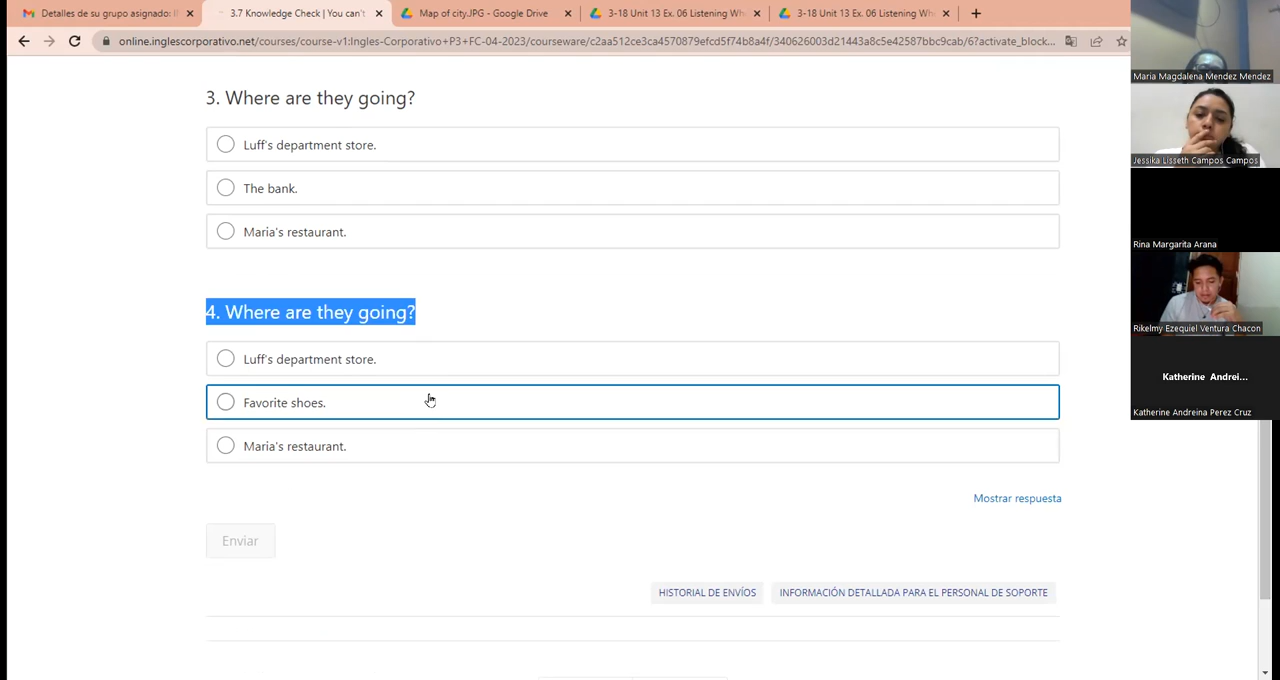 Detalles de su grupo asignado: I
3.7 Knowledge Check | You can't
Map of city.JPG - Google Drive
3-18 Unit 13 Ex. 06 Listening Wh
3-18 Unit 13 Ex. 06 Listening Wh
online.inglescorporativo.net/courses/course-v1:Ingles-Corporativo+P3+FC-04-2023/courseware/c2aa512ce3ca4570879efcd5f74b8a4f/340626003d21443a8c5e42587bbc9cab/6?activate_block...
3. Where are they going?
Luff's department store.
The bank.
Maria's restaurant.
4. Where are they going?
Luff's department store.
Favorite shoes.
Maria's restaurant.
Mostrar respuesta
Enviar
HISTORIAL DE ENVÍOS
INFORMACIÓN DETALLADA PARA EL PERSONAL DE SOPORTE
Maria Magdalena Mendez Mendez
Jessika Lisseth Campos Campos
Rina Margarita Arana
Rikelmy Ezequiel Ventura Chacon
Katherine Andrei...
Katherine Andreina Perez Cruz